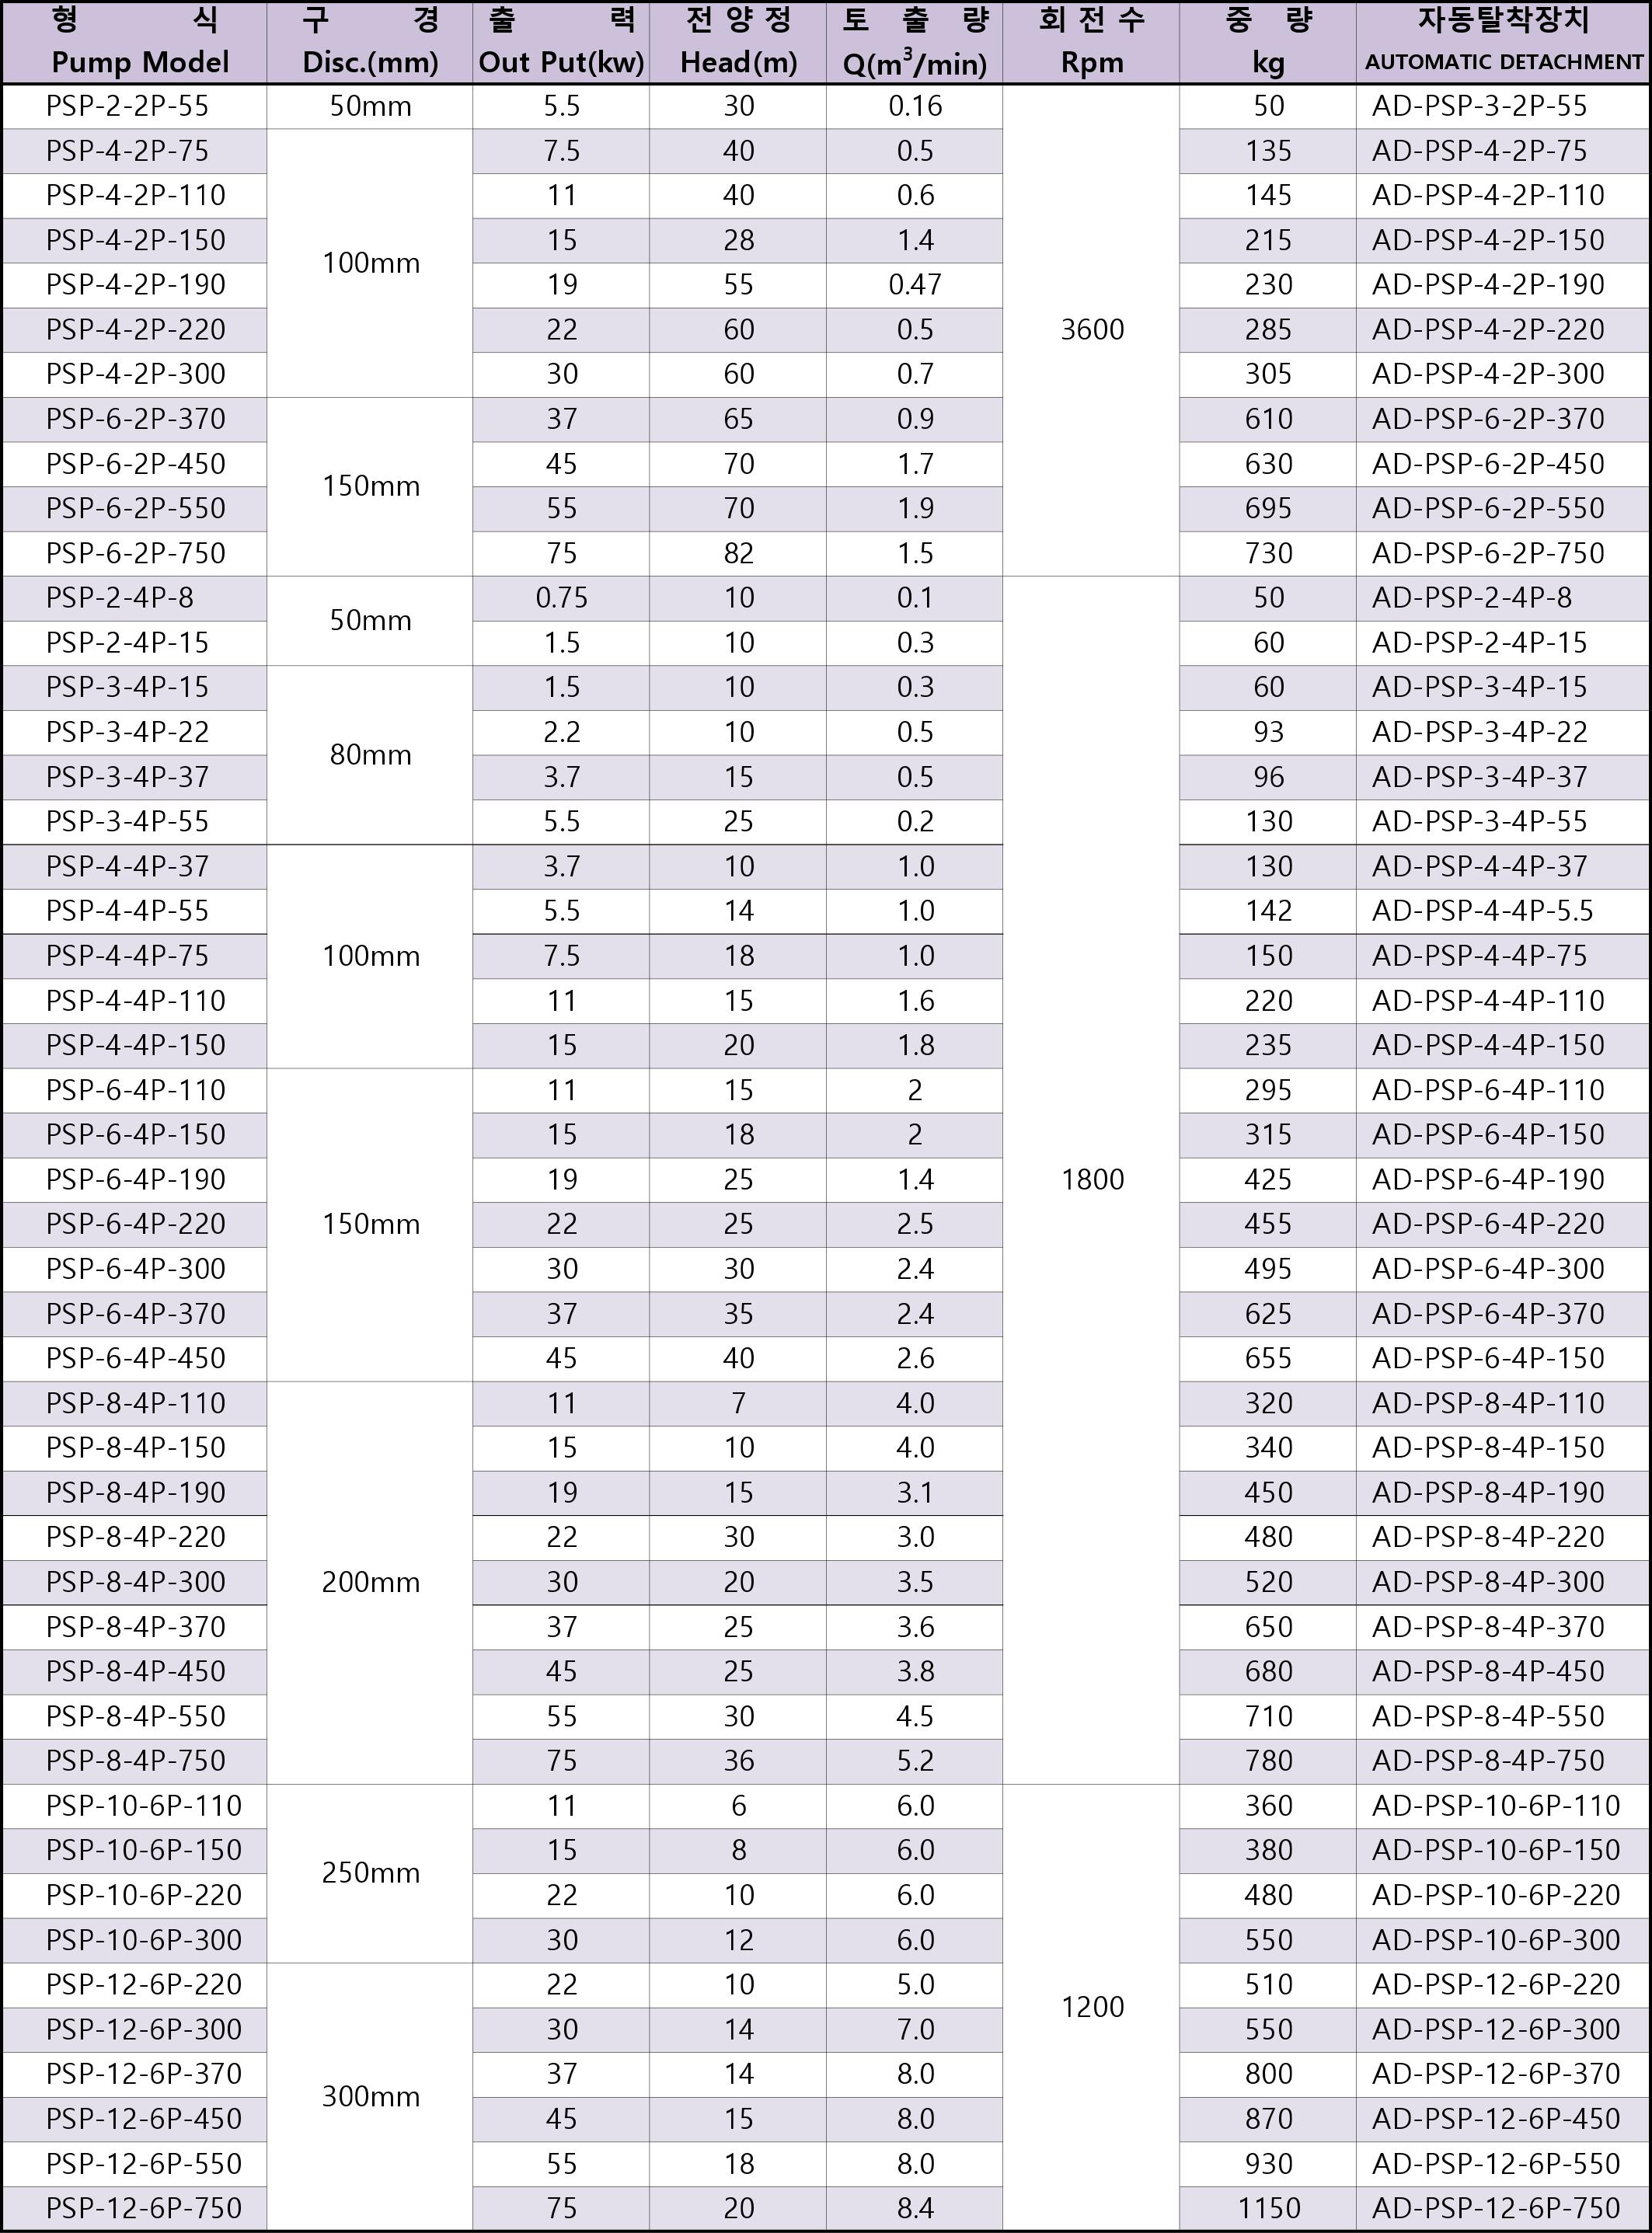 형 식 구 경 출 력 전 양 정 토 출 량 회 전 수 중 량 자동탈착장치
Pump Model Disc.(mm) Out Put(kw) Head(m) Q(m³/min) Rpm kg AUTOMATIC DETACHMENT
PSP-2-2P-55 50mm 5.5 30 0.16 50 AD-PSP-3-2P-55
PSP-4-2P-75 7.5 40 0.5 135 AD-PSP-4-2P-75
PSP-4-2P-110 11 40 0.6 145 AD-PSP-4-2P-110
PSP-4-2P-150 15 28 1.4 215 AD-PSP-4-2P-150
100mm
PSP-4-2P-190 19 55 0.47 230 AD-PSP-4-2P-190
PSP-4-2P-220 22 60 0.5 3600 285 AD-PSP-4-2P-220
PSP-4-2P-300 30 60 0.7 305 AD-PSP-4-2P-300
PSP-6-2P-370 37 65 0.9 610 AD-PSP-6-2P-370
PSP-6-2P-450 45 70 1.7 630 AD-PSP-6-2P-450
150mm
PSP-6-2P-550 55 70 1.9 695 AD-PSP-6-2P-550
PSP-6-2P-750 75 82 1.5 730 AD-PSP-6-2P-750
PSP-2-4P-8 0.75 10 0.1 50 AD-PSP-2-4P-8
50mm
PSP-2-4P-15 1.5 10 0.3 60 AD-PSP-2-4P-15
PSP-3-4P-15 1.5 10 0.3 60 AD-PSP-3-4P-15
PSP-3-4P-22 2.2 10 0.5 93 AD-PSP-3-4P-22
80mm
PSP-3-4P-37 3.7 15 0.5 96 AD-PSP-3-4P-37
PSP-3-4P-55 5.5 25 0.2 130 AD-PSP-3-4P-55
PSP-4-4P-37 3.7 10 1.0 130 AD-PSP-4-4P-37
PSP-4-4P-55 5.5 14 1.0 142 AD-PSP-4-4P-5.5
PSP-4-4P-75 100mm 7.5 18 1.0 150 AD-PSP-4-4P-75
PSP-4-4P-110 11 15 1.6 220 AD-PSP-4-4P-110
PSP-4-4P-150 15 20 1.8 235 AD-PSP-4-4P-150
PSP-6-4P-110 11 15 2 295 AD-PSP-6-4P-110
PSP-6-4P-150 15 18 2 315 AD-PSP-6-4P-150
PSP-6-4P-190 19 25 1.4 1800 425 AD-PSP-6-4P-190
PSP-6-4P-220 150mm 22 25 2.5 455 AD-PSP-6-4P-220
PSP-6-4P-300 30 30 2.4 495 AD-PSP-6-4P-300
PSP-6-4P-370 37 35 2.4 625 AD-PSP-6-4P-370
PSP-6-4P-450 45 40 2.6 655 AD-PSP-6-4P-150
PSP-8-4P-110 11 7 4.0 320 AD-PSP-8-4P-110
PSP-8-4P-150 15 10 4.0 340 AD-PSP-8-4P-150
PSP-8-4P-190 19 15 3.1 450 AD-PSP-8-4P-190
PSP-8-4P-220 22 30 3.0 480 AD-PSP-8-4P-220
PSP-8-4P-300 200mm 30 20 3.5 520 AD-PSP-8-4P-300
PSP-8-4P-370 37 25 3.6 650 AD-PSP-8-4P-370
PSP-8-4P-450 45 25 3.8 680 AD-PSP-8-4P-450
PSP-8-4P-550 55 30 4.5 710 AD-PSP-8-4P-550
PSP-8-4P-750 75 36 5.2 780 AD-PSP-8-4P-750
PSP-10-6P-110 11 6 6.0 360 AD-PSP-10-6P-110
PSP-10-6P-150 15 8 6.0 380 AD-PSP-10-6P-150
250mm
PSP-10-6P-220 22 10 6.0 480 AD-PSP-10-6P-220
PSP-10-6P-300 30 12 6.0 550 AD-PSP-10-6P-300
PSP-12-6P-220 22 10 5.0 510 AD-PSP-12-6P-220
1200
PSP-12-6P-300 30 14 7.0 550 AD-PSP-12-6P-300
PSP-12-6P-370 37 14 8.0 800 AD-PSP-12-6P-370
300mm
PSP-12-6P-450 45 15 8.0 870 AD-PSP-12-6P-450
PSP-12-6P-550 55 18 8.0 930 AD-PSP-12-6P-550
PSP-12-6P-750 75 20 8.4 1150 AD-PSP-12-6P-750